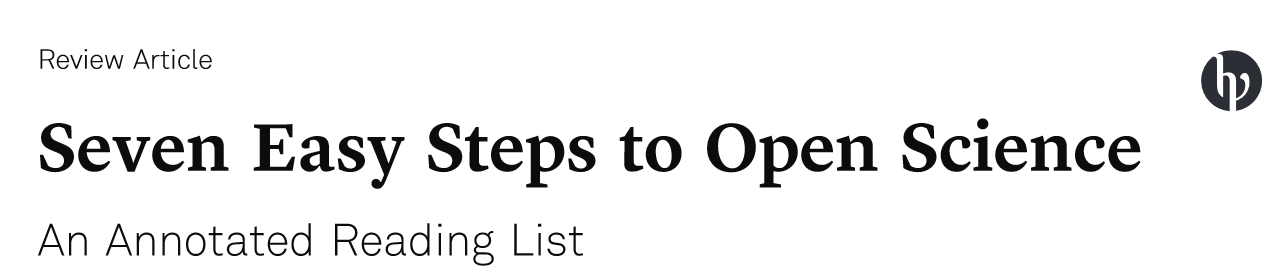 Review Article
Seven Easy Steps to Open Science
An Annotated Reading List